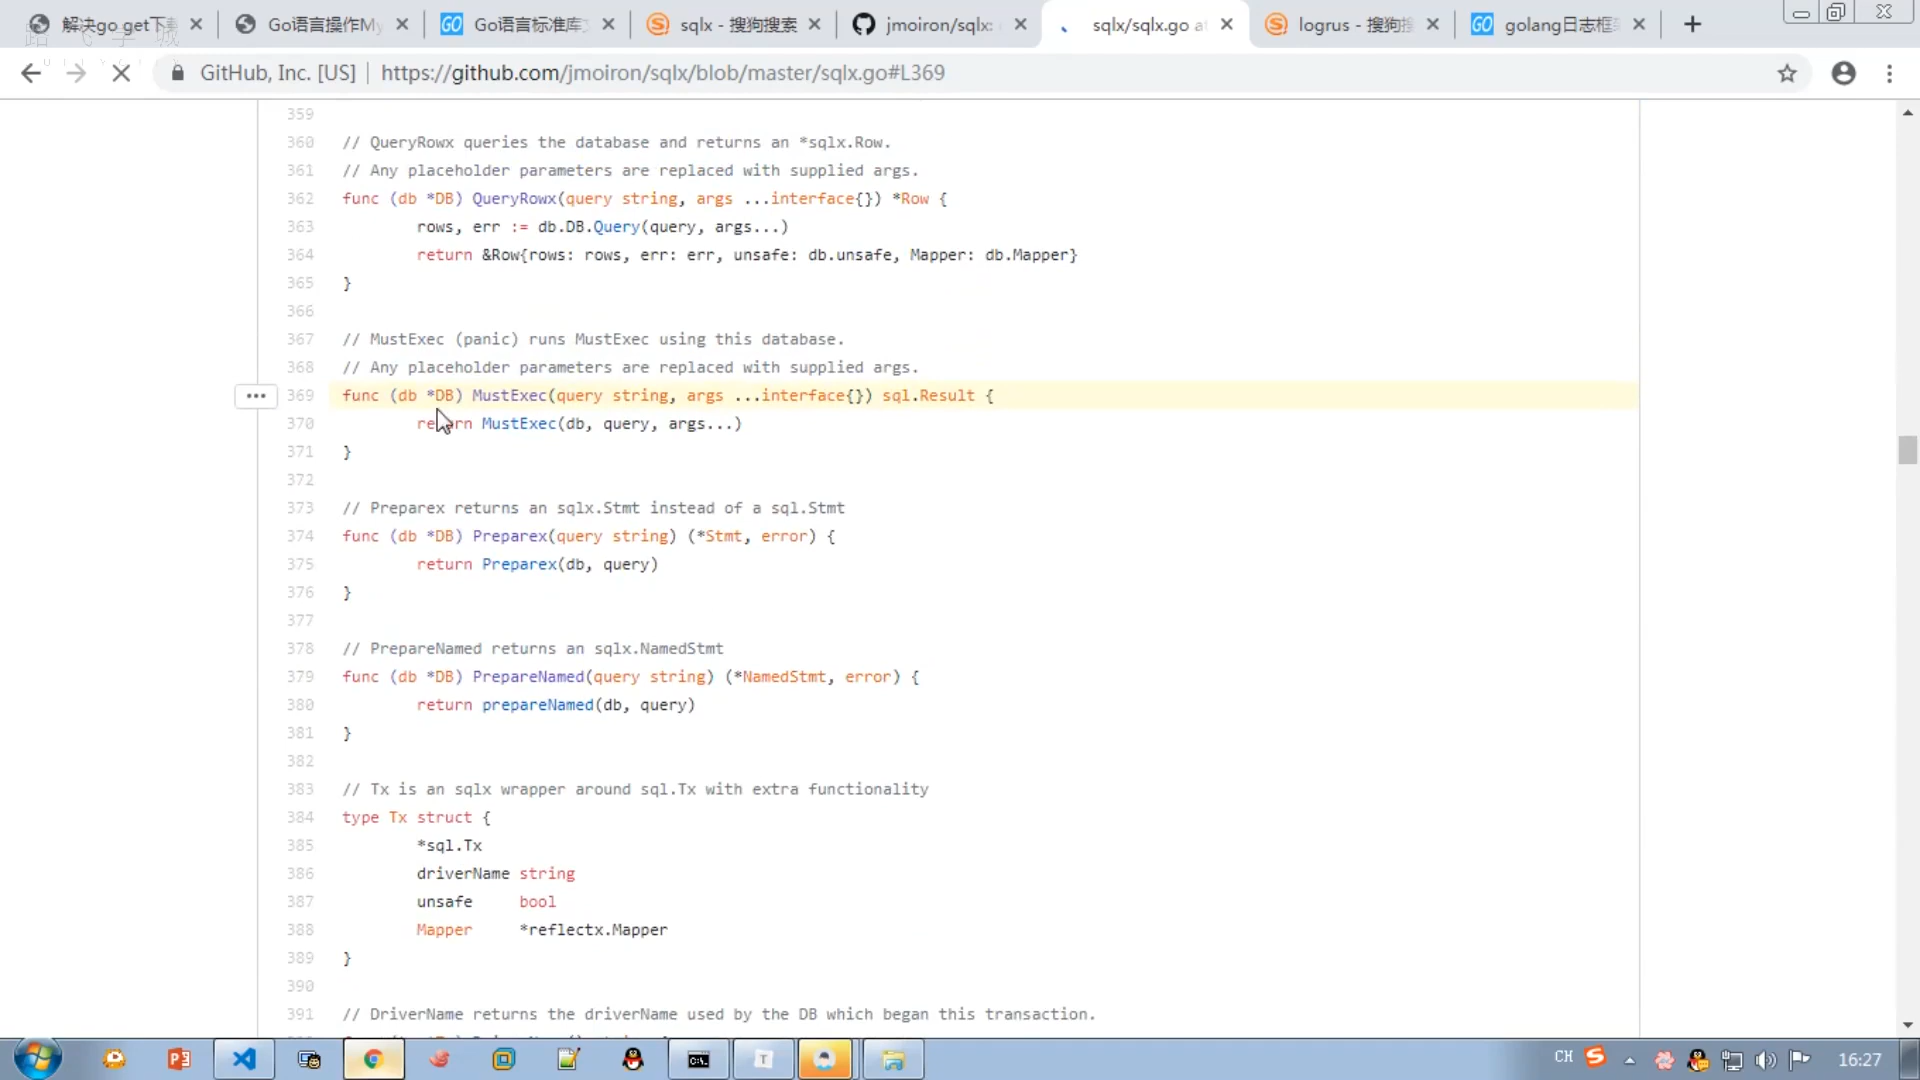 解决go get下
Go语言操作My
Go语言标准库
sqlx - 搜狗搜索
jmoiron/sqlx:
sqlx/sqlx.go at
logrus - 搜狗搜
golang日志框
GitHub, Inc. [US] | https://github.com/jmoiron/sqlx/blob/master/sqlx.go#L369
359
360 // QueryRowx queries the database and returns an *sqlx.Row.
361 // Any placeholder parameters are replaced with supplied args.
362 func (db *DB) QueryRowx(query string, args ...interface{}) *Row {
363 rows, err := db.DB.Query(query, args...)
364 return &Row{rows: rows, err: err, unsafe: db.unsafe, Mapper: db.Mapper}
365 }
366
367 // MustExec (panic) runs MustExec using this database.
368 // Any placeholder parameters are replaced with supplied args.
369 func (db *DB) MustExec(query string, args ...interface{}) sql.Result {
370 return MustExec(db, query, args...)
371 }
372
373 // Preparex returns an sqlx.Stmt instead of a sql.Stmt
374 func (db *DB) Preparex(query string) (*Stmt, error) {
375 return Preparex(db, query)
376 }
377
378 // PrepareNamed returns an sqlx.NamedStmt
379 func (db *DB) PrepareNamed(query string) (*NamedStmt, error) {
380 return prepareNamed(db, query)
381 }
382
383 // Tx is an sqlx wrapper around sql.Tx with extra functionality
384 type Tx struct {
385 *sql.Tx
386 driverName string
387 unsafe bool
388 Mapper *reflectx.Mapper
389 }
390
391 // DriverName returns the driverName used by the DB which began this transaction.
CH
16:27